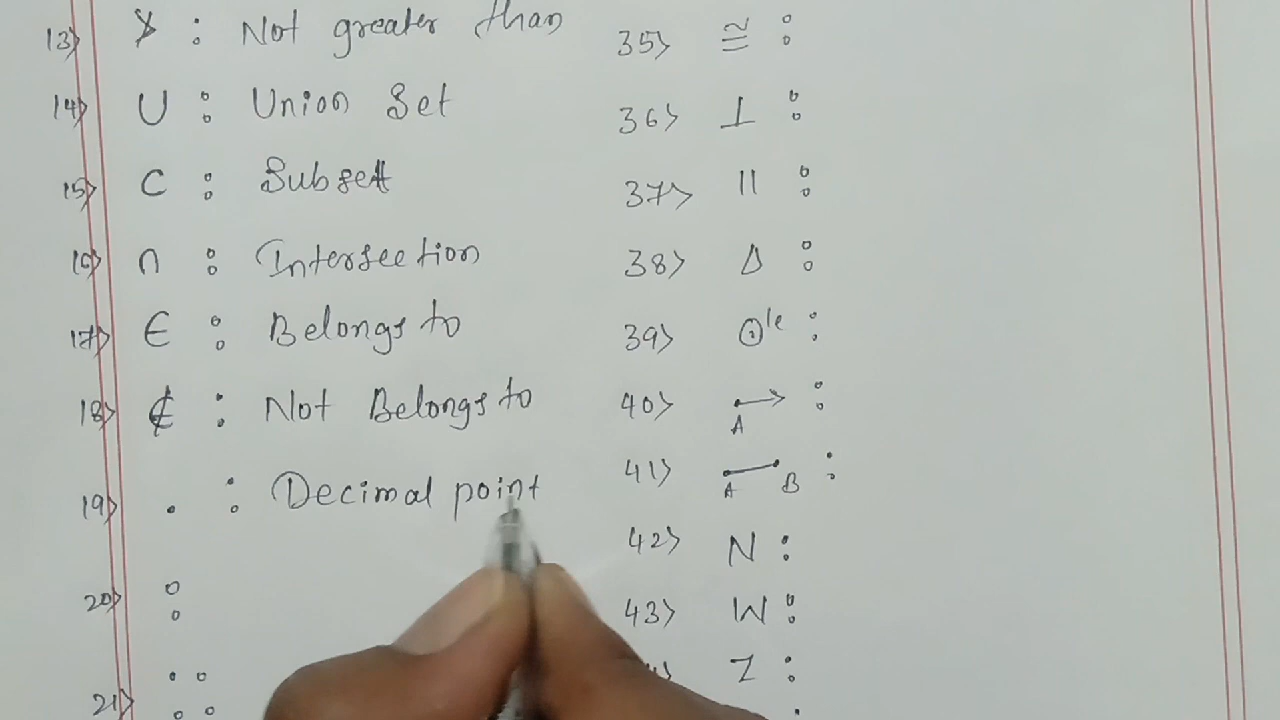 13> ≯ : Not greater than
14> U : Union Set
15> C : Subset
16> ∩ : Intersection
17> ∈ : Belongs to
18> ∉ : Not Belongs to
19> . : Decimal point
20> :
21> : :
35> ≅ :
36> ⊥ :
37> || :
38> Δ :
39> ⊙le :
40> → :
A
41> :
A B
42> N :
43> W :
Z :